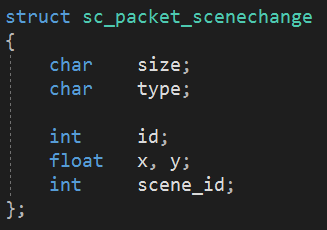 struct sc_packet_scenechange
{
    char    size;
    char    type;

    int     id;
    float   x, y;
    int     scene_id;
};